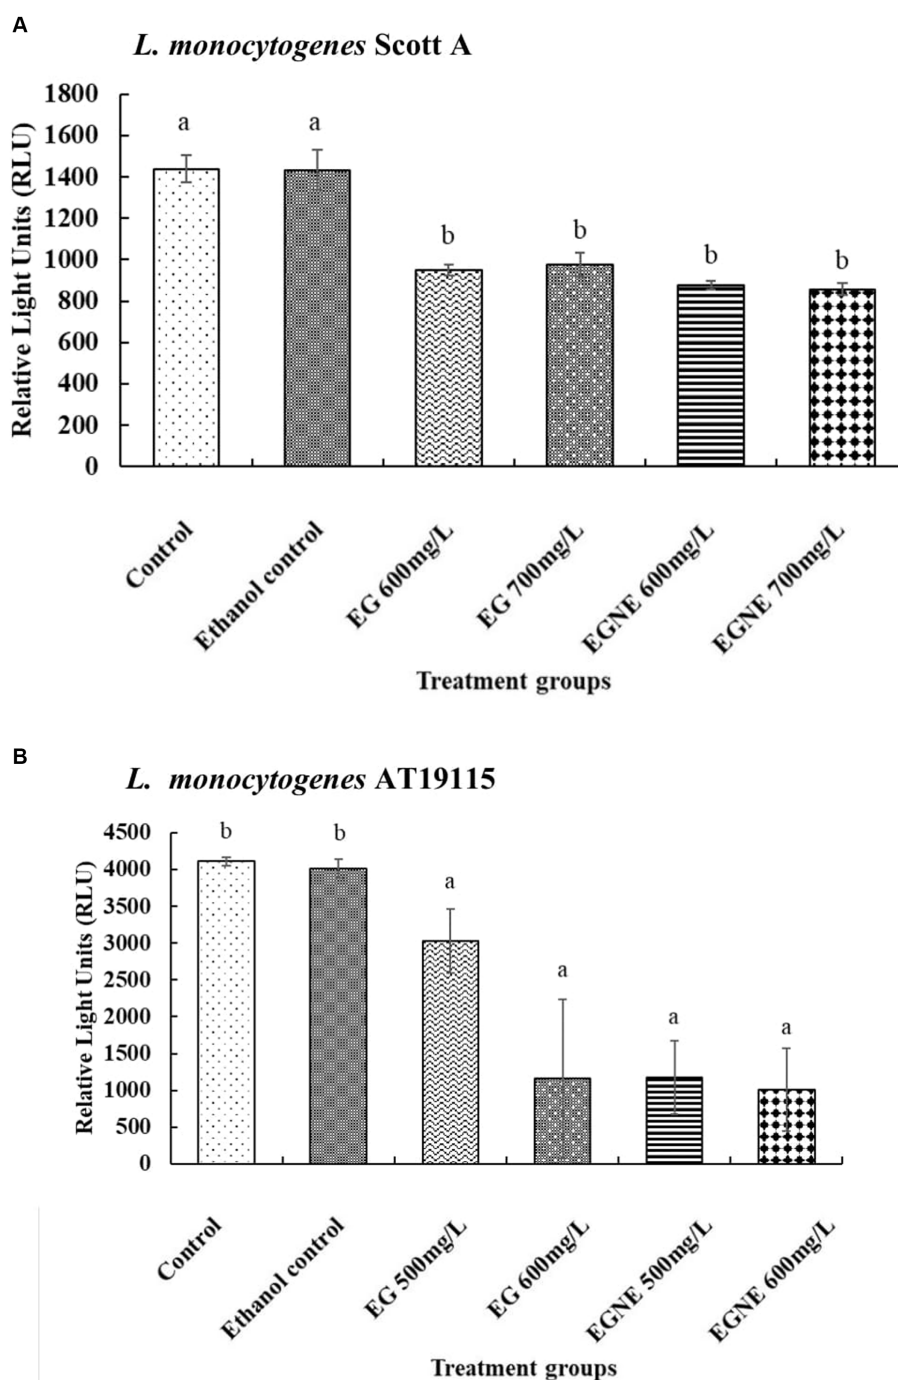 A
L. monocytogenes Scott A
Relative Light Units (RLU)
1800
1600
1400
1200
1000
800
600
400
200
0
a
a
b
b
b
b
Control
Ethanol control
EG 600mg/L
EG 700mg/L
EGNE 600mg/L
EGNE 700mg/L
Treatment groups
B
L. monocytogenes AT19115
Relative Light Units (RLU)
4500
4000
3500
3000
2500
2000
1500
1000
500
0
b
b
a
a
a
a
Control
Ethanol control
EG 500mg/L
EG 600mg/L
EGNE 500mg/L
EGNE 600mg/L
Treatment groups